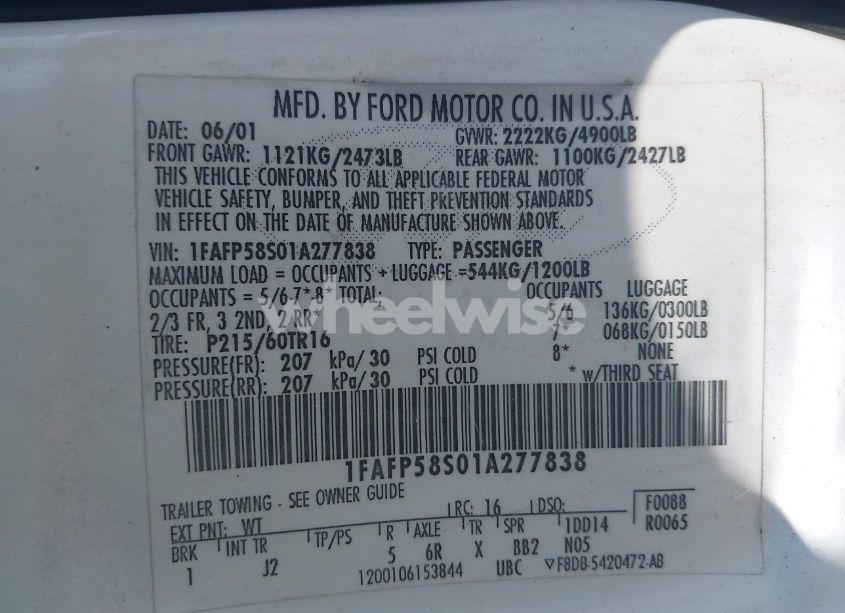 MFD. BY FORD MOTOR CO. IN U.S.A.
DATE: 06/01 GVWR: 2222KG/4900LB
FRONT GAWR: 1121KG/2473LB REAR GAWR: 1100KG/2427LB
THIS VEHICLE CONFORMS TO ALL APPLICABLE FEDERAL MOTOR
VEHICLE SAFETY, BUMPER, AND THEFT PREVENTION STANDARDS
IN EFFECT ON THE DATE OF MANUFACTURE SHOWN ABOVE.
VIN: 1FAFP58S01A277838 TYPE: PASSENGER
MAXIMUM LOAD = OCCUPANTS + LUGGAGE =544KG/1200LB
OCCUPANTS = 5/6-7*-8* TOTAL; OCCUPANTS LUGGAGE
2/3 FR, 3 2ND, 2 RR* 5/6 136KG/0300LB
wheelwise
TIRE: P215/60TR16 7* 068KG/0150LB
PRESSURE(FR): 207 kPa/ 30 PSI COLD 8* NONE
PRESSURE(RR): 207 kPa/ 30 PSI COLD * w/THIRD SEAT
1FAFP58S01A277838
TRAILER TOWING - SEE OWNER GUIDE RC: 16 DSO: F0088
EXT PNT: WT R0065
BRK INT TR TP/PS R AXLE TR SPR 1DD14
1 J2 5 6R X BB2 N05
1200106153844 UBC ▽F8DB-5420472-AB